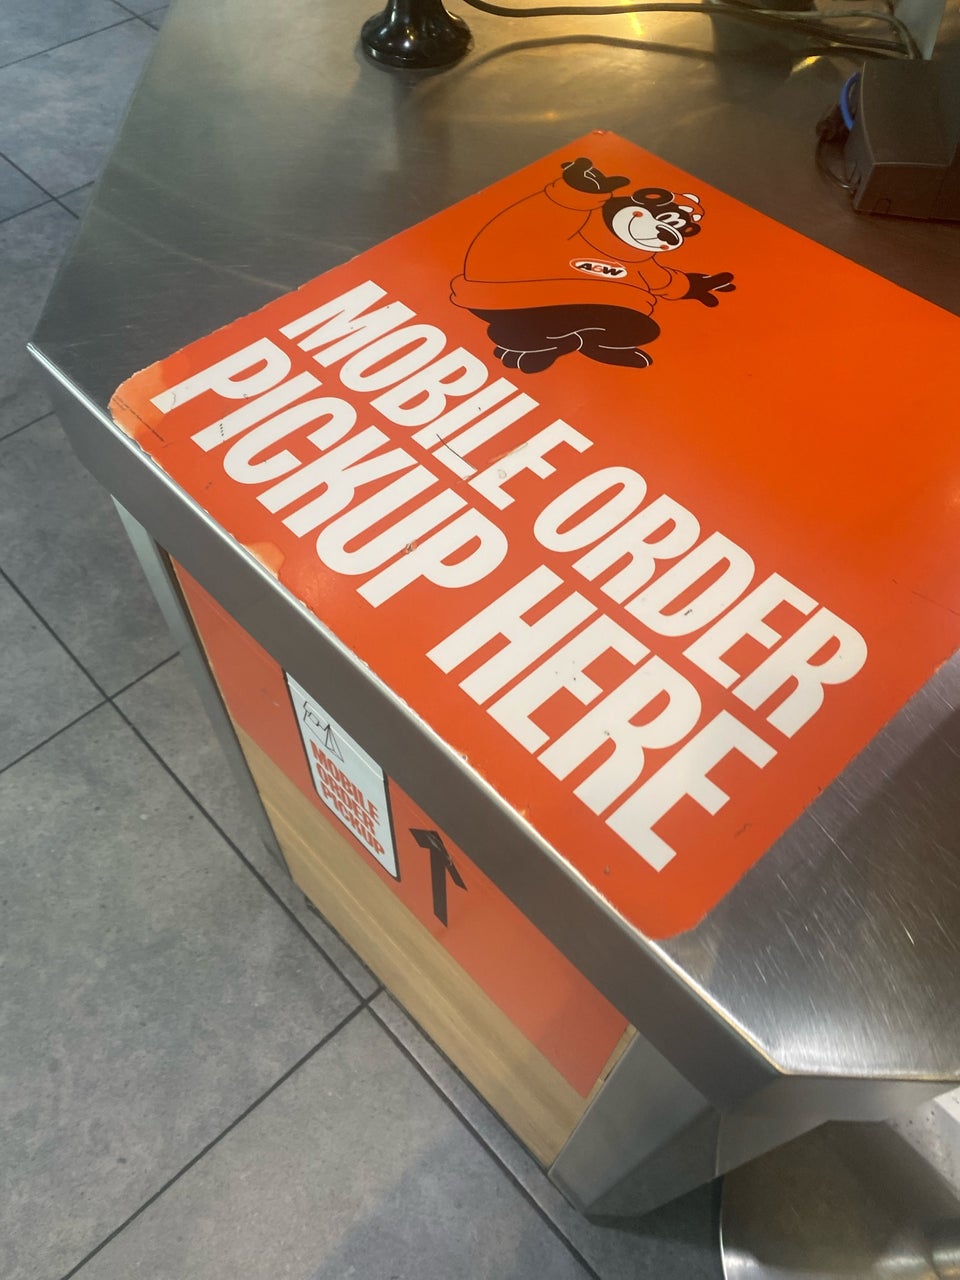 A&W
MOBILE ORDER
PICKUP HERE
MOBILE
ORDER
PICKUP